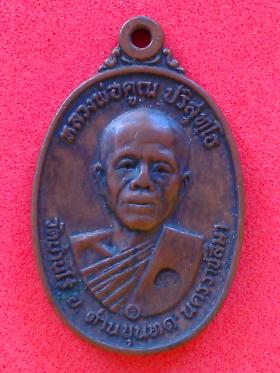 หลวงพ่อคูณ ปริสุทฺโธ
วัดบ้านไร่ อ. ด่านขุนทด นครราชสีมา